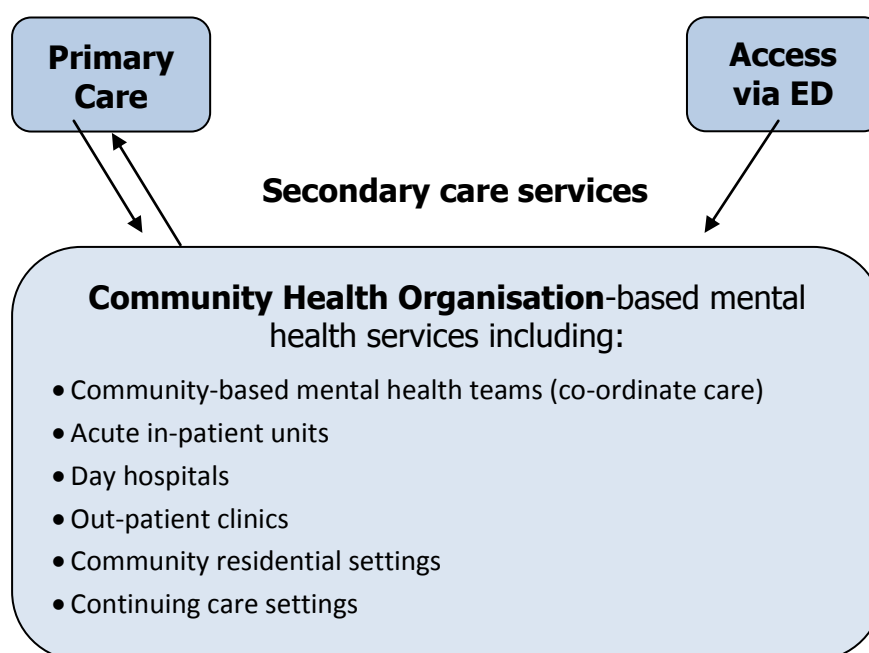 Primary
Care
Access
via ED
Secondary care services
Community Health Organisation-based mental
health services including:
• Community-based mental health teams (co-ordinate care)
• Acute in-patient units
• Day hospitals
• Out-patient clinics
• Community residential settings
• Continuing care settings